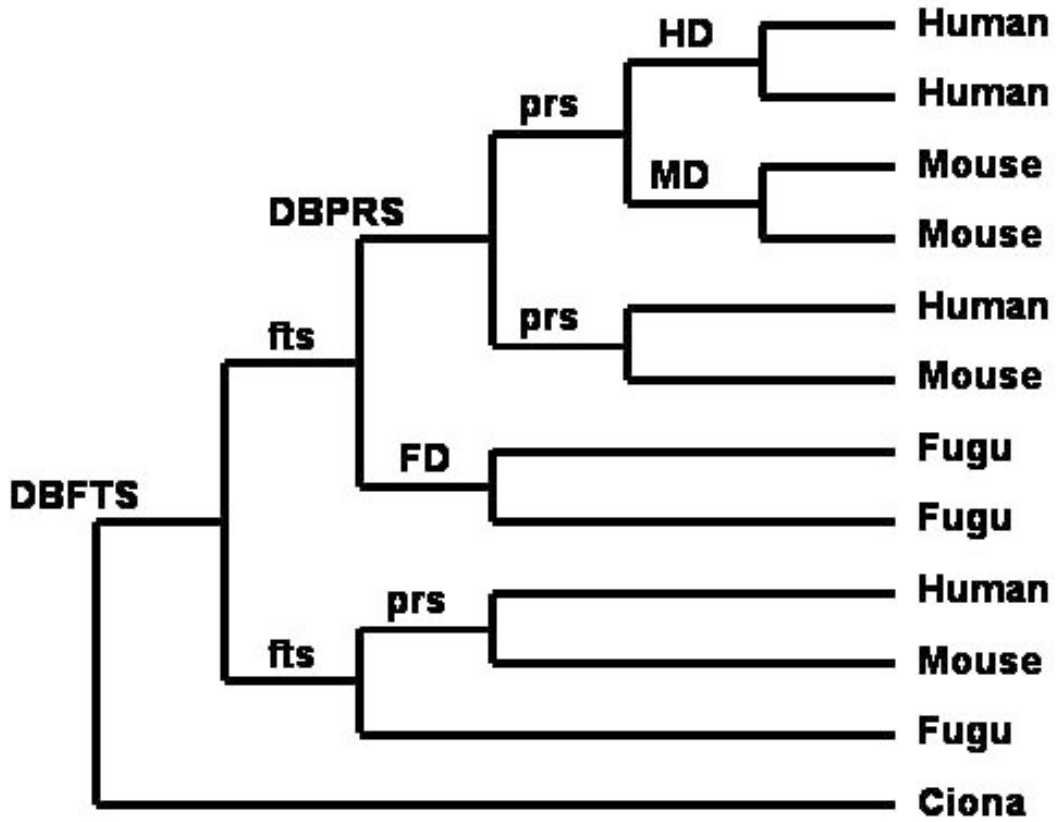 HD
Human
prs
Human
MD
Mouse
DBPRS
Mouse
prs
Human
fts
Mouse
FD
Fugu
DBFTS
Fugu
prs
Human
fts
Mouse
Fugu
Ciona